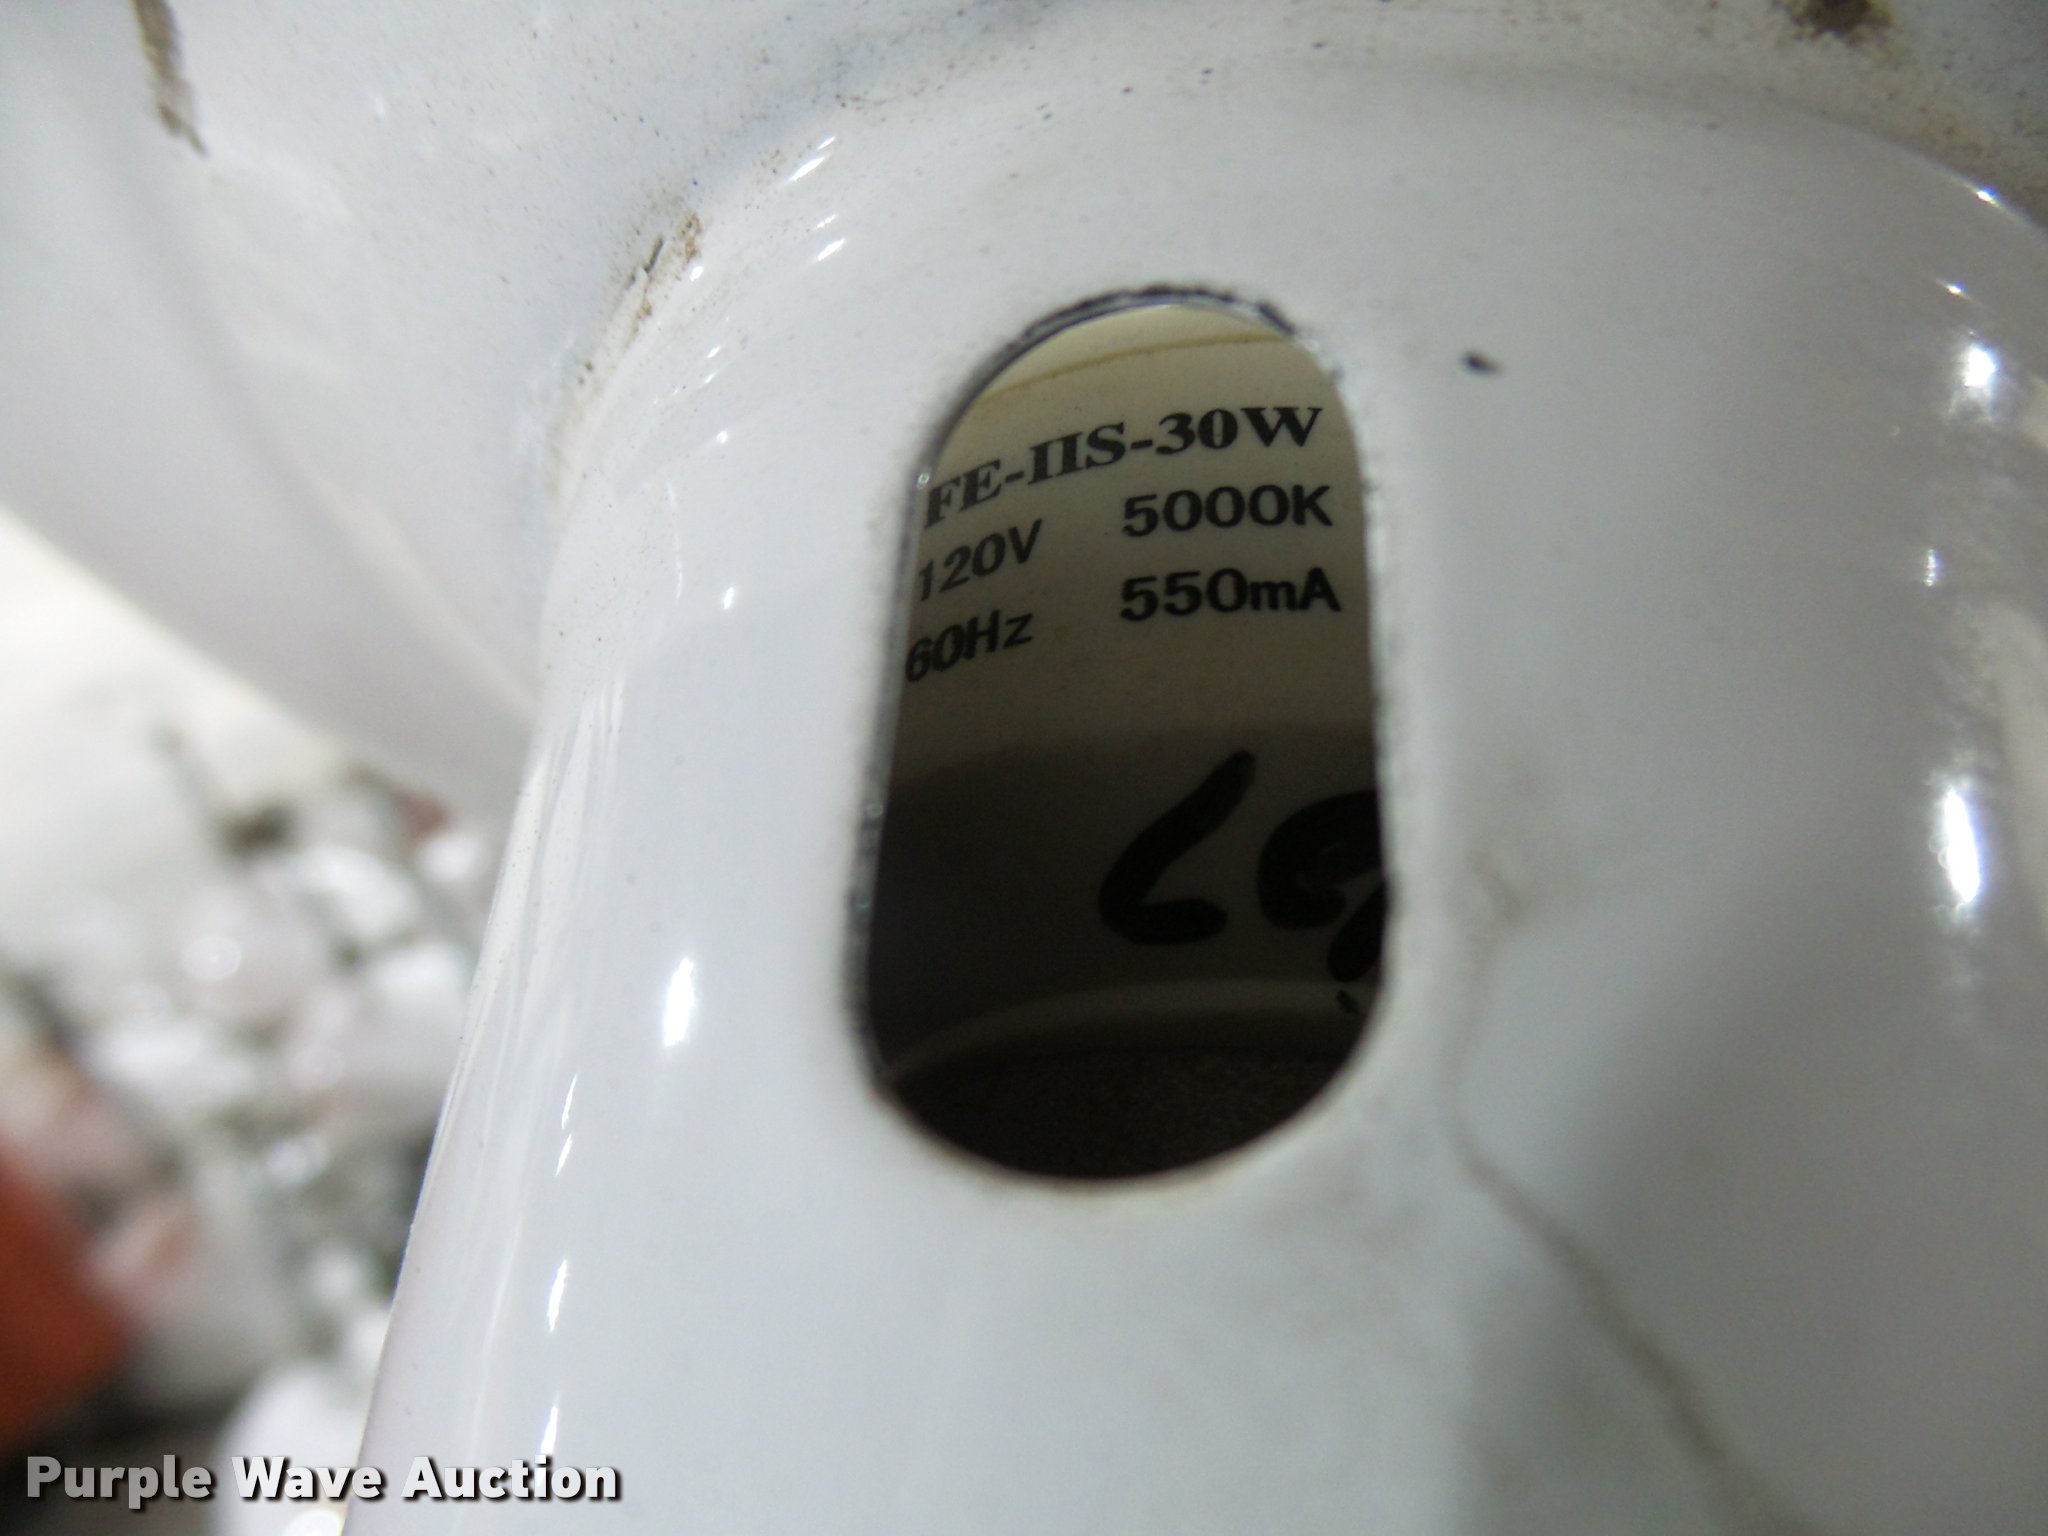 FE-IIS-30W
120V 5000K
60Hz 550mA
Purple Wave Auction